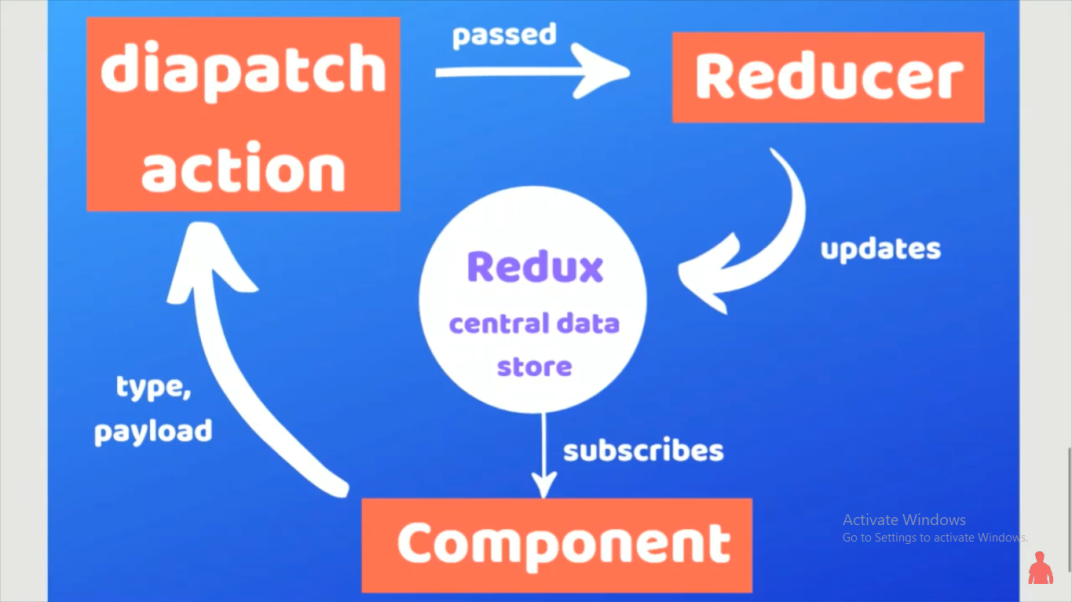 diapatch
action
passed
Reducer
updates
Redux
central data
store
type,
payload
subscribes
Component
Activate Windows
Go to Settings to activate Windows.